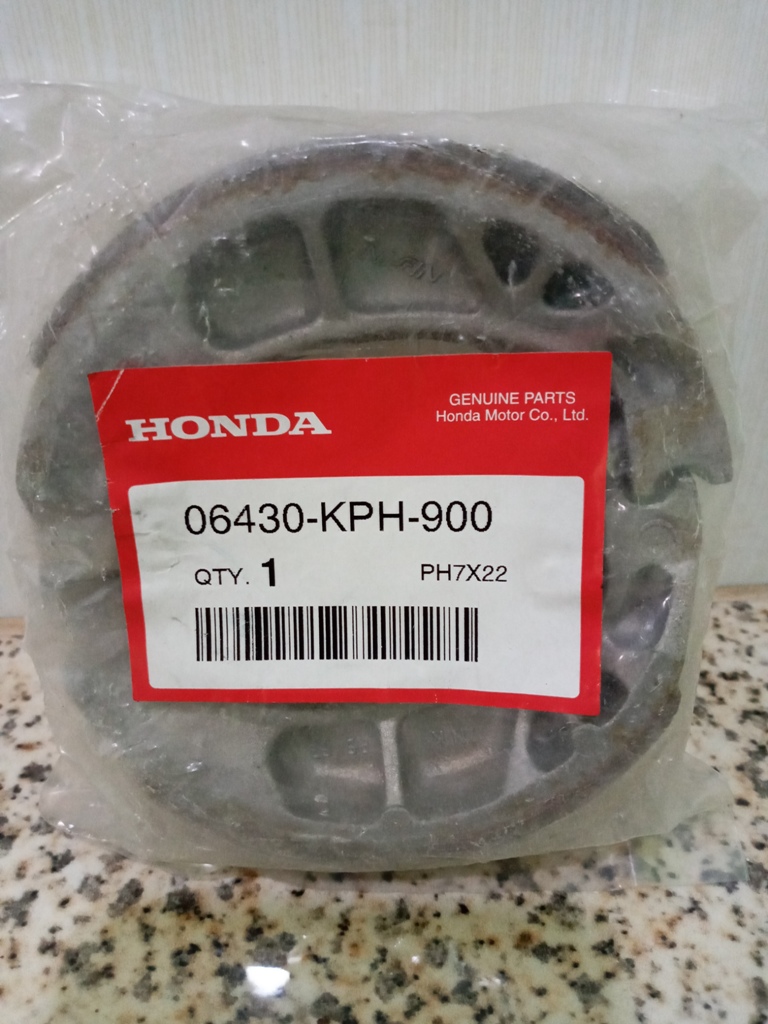 HONDA
GENUINE PARTS
Honda Motor Co., Ltd.
06430-KPH-900
QTY. 1
PH7X22